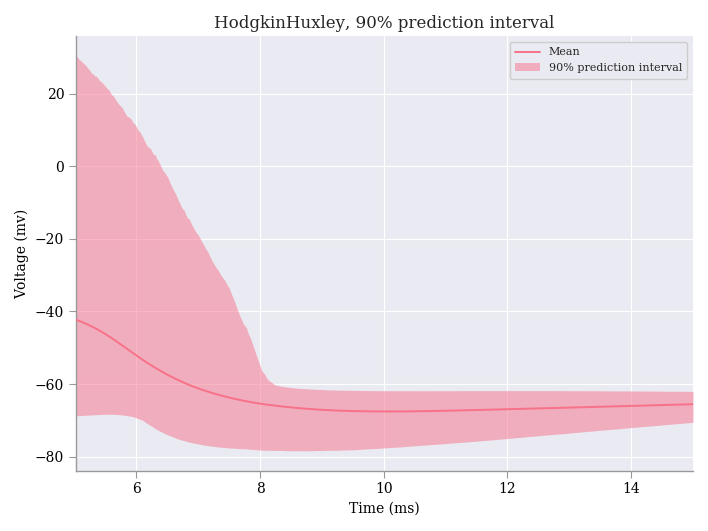 HodgkinHuxley, 90% prediction interval
Mean
90% prediction interval
20
0
−20
−40
−60
−80
Voltage (mv)
6
8
10
12
14
Time (ms)